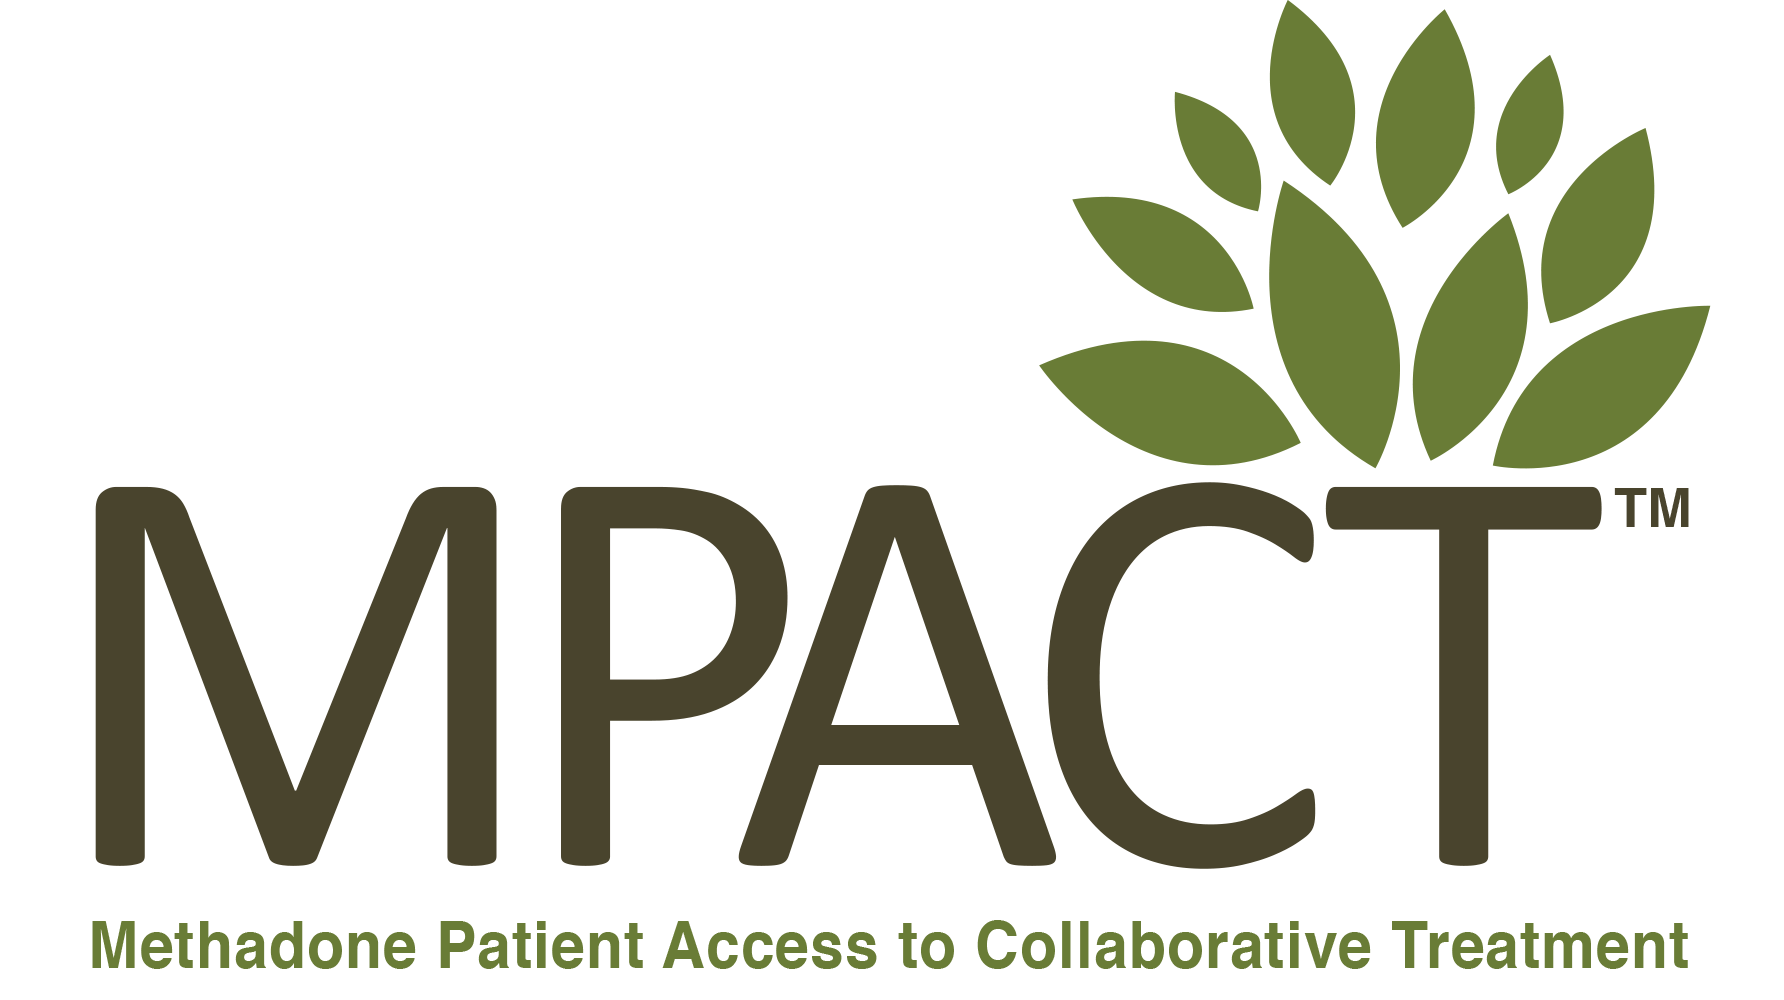 MPACT™
Methadone Patient Access to Collaborative Treatment